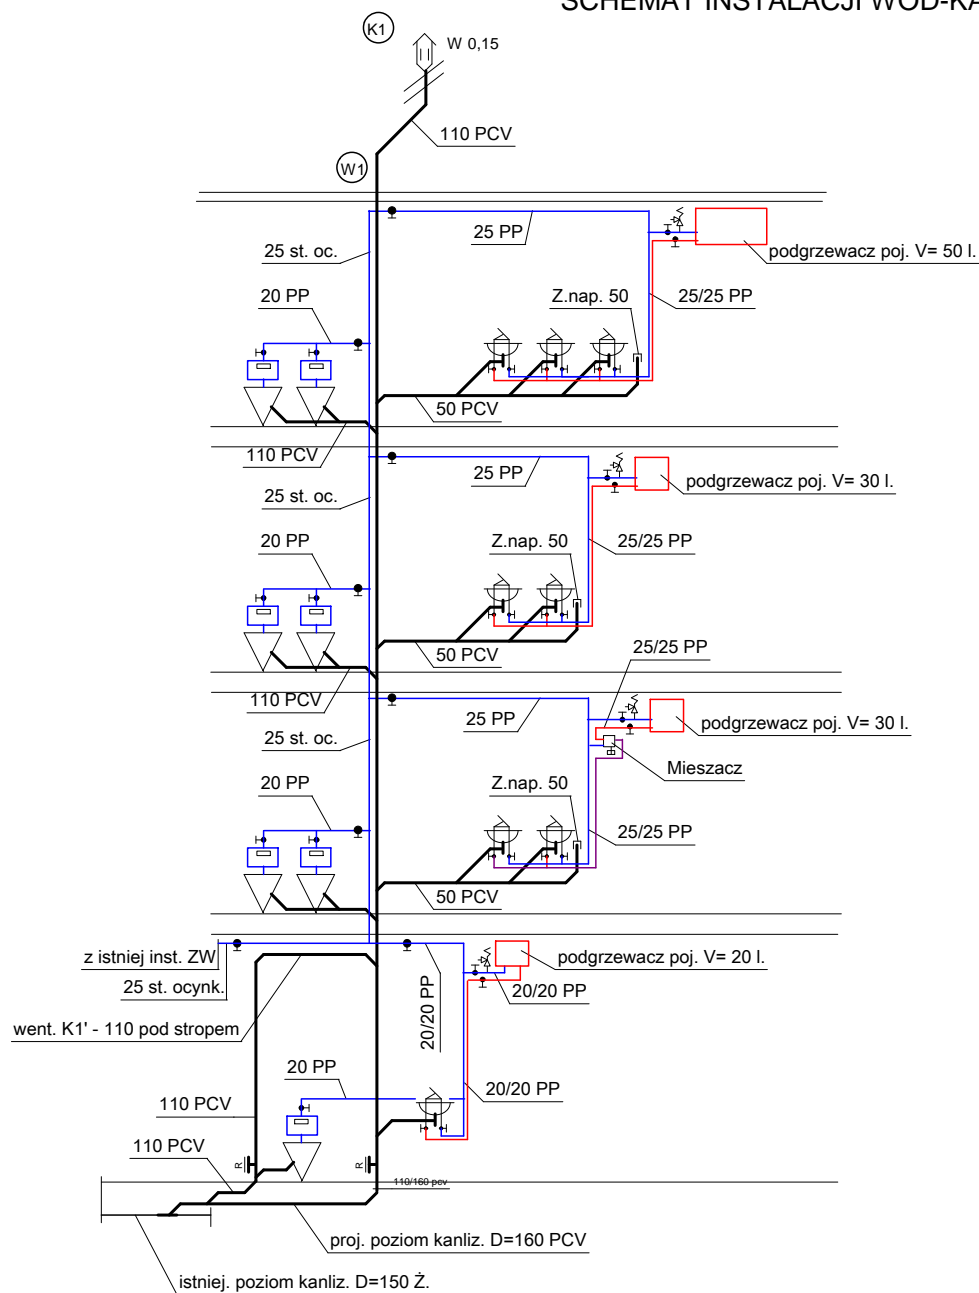 SCHEMAT INSTALACJI WOD-KA
K1
W 0,15
110 PCV
W1
25 PP
25 st. oc.
podgrzewacz poj. V= 50 l.
20 PP
Z.nap. 50
25/25 PP
50 PCV
110 PCV
25 PP
25 st. oc.
podgrzewacz poj. V= 30 l.
20 PP
Z.nap. 50
25/25 PP
50 PCV
25/25 PP
110 PCV
25 PP
podgrzewacz poj. V= 30 l.
25 st. oc.
Mieszacz
20 PP
Z.nap. 50
25/25 PP
50 PCV
z istniej inst. ZW
podgrzewacz poj. V= 20 l.
25 st. ocynk.
20/20 PP
20/20 PP
went. K1' - 110 pod stropem
20 PP
20/20 PP
110 PCV
110 PCV
R
R
110/160 pcv
proj. poziom kanliz. D=160 PCV
istniej. poziom kanliz. D=150 Ż.